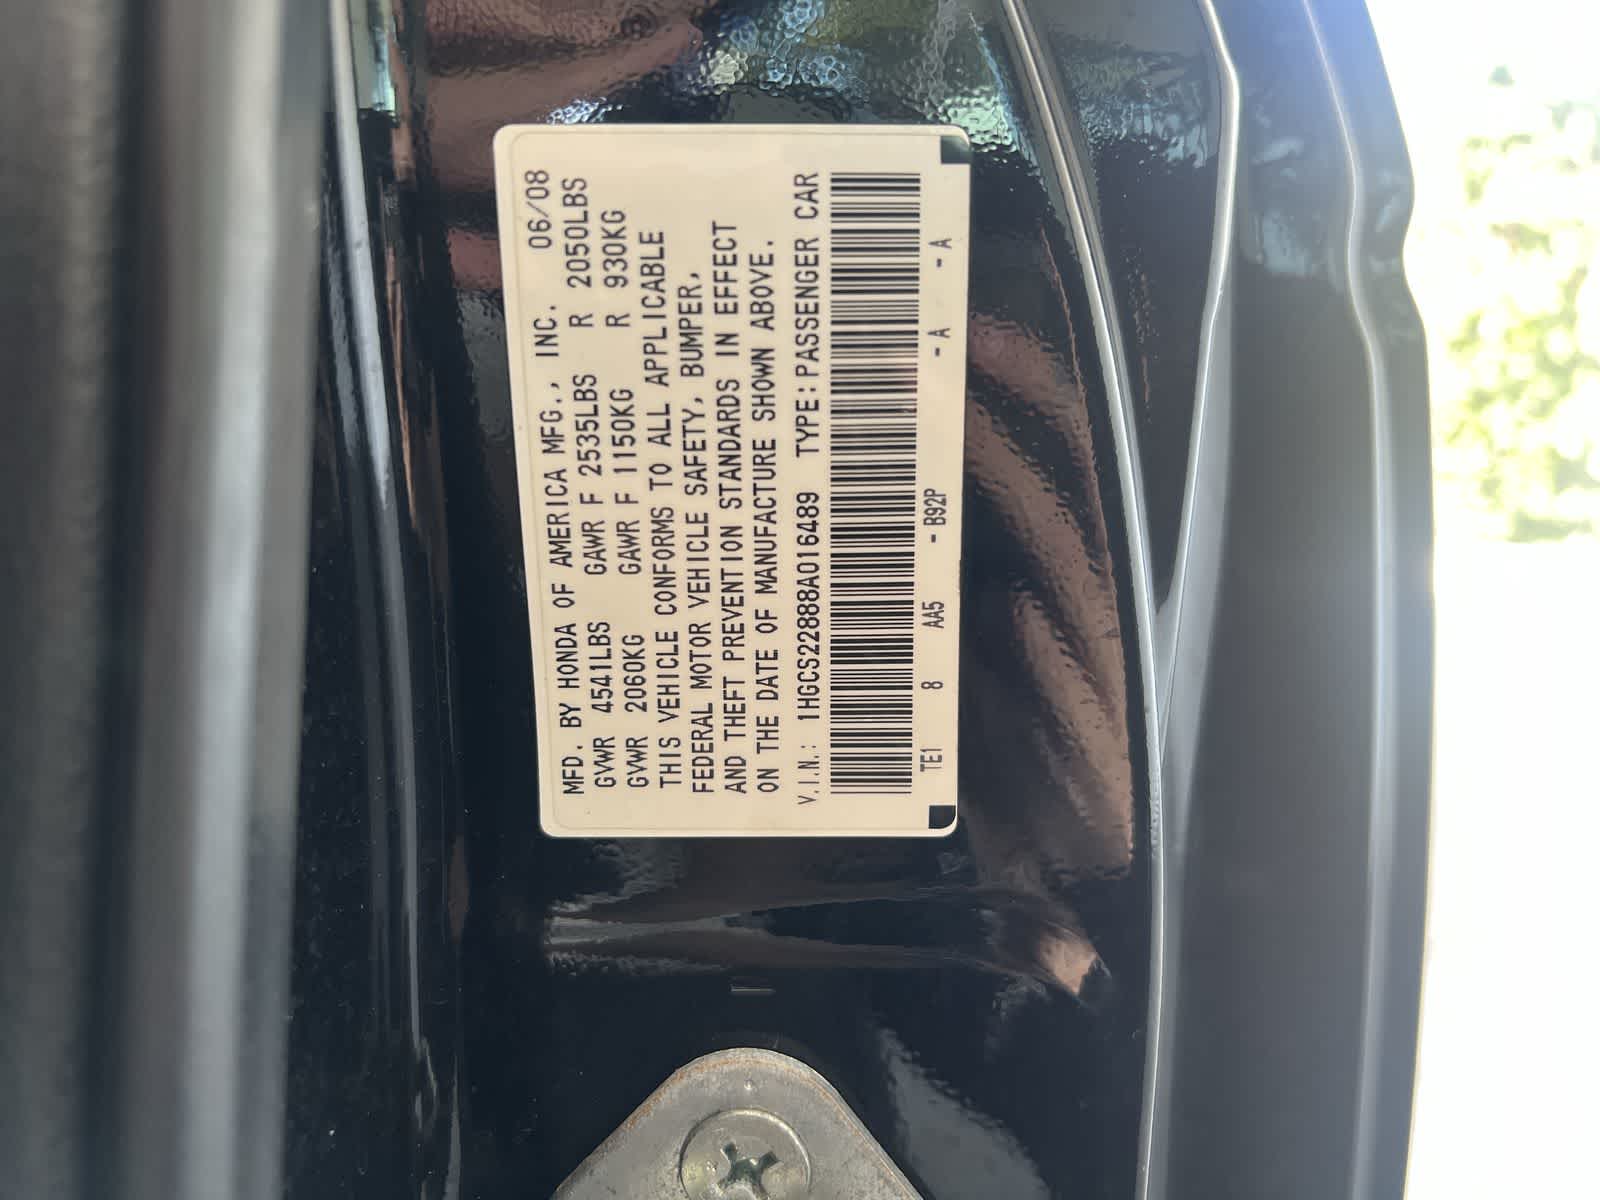 MFD. BY HONDA OF AMERICA MFG., INC. 06/08
GVWR 4541LBS GAWR F 2535LBS R 2050LBS
GVWR 2060KG GAWR F 1150KG R 930KG
THIS VEHICLE CONFORMS TO ALL APPLICABLE
FEDERAL MOTOR VEHICLE SAFETY, BUMPER,
AND THEFT PREVENTION STANDARDS IN EFFECT
ON THE DATE OF MANUFACTURE SHOWN ABOVE.
V.I.N.: 1HGCS22888A016489 TYPE:PASSENGER CAR
TE1 8 AA5 - B92P - A - A